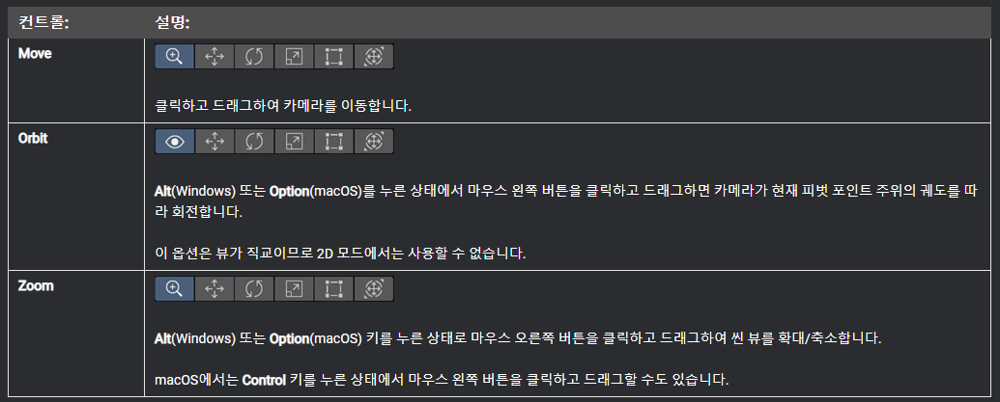 컨트롤: 설명:
Move
클릭하고 드래그하여 카메라를 이동합니다.
Orbit
Alt(Windows) 또는 Option(macOS)를 누른 상태에서 마우스 왼쪽 버튼을 클릭하고 드래그하면 카메라가 현재 피벗 포인트 주위의 궤도를 따
라 회전합니다.
이 옵션은 뷰가 직교이므로 2D 모드에서는 사용할 수 없습니다.
Zoom
Alt(Windows) 또는 Option(macOS) 키를 누른 상태로 마우스 오른쪽 버튼을 클릭하고 드래그하여 씬 뷰를 확대/축소합니다.
macOS에서는 Control 키를 누른 상태에서 마우스 왼쪽 버튼을 클릭하고 드래그할 수도 있습니다.